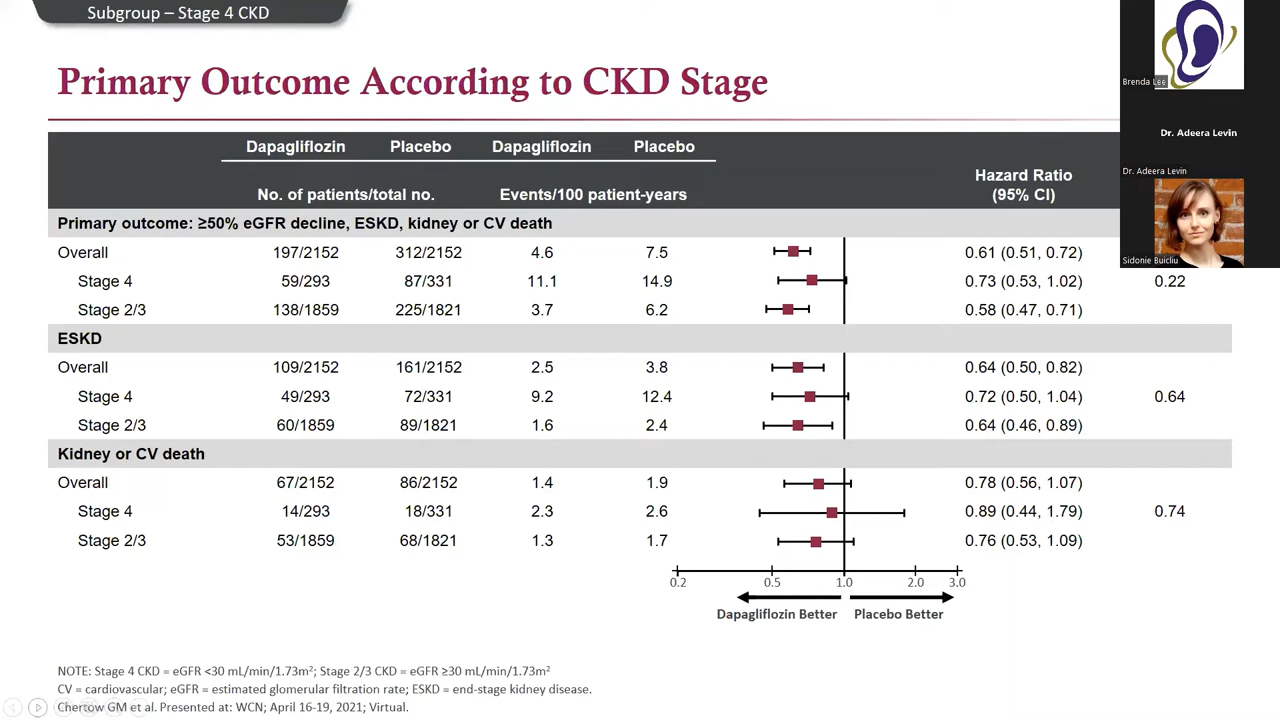 Subgroup – Stage 4 CKD
Primary Outcome According to CKD Stage
Dapagliflozin Placebo Dapagliflozin Placebo
No. of patients/total no. Events/100 patient-years Hazard Ratio (95% CI)
Primary outcome: ≥50% eGFR decline, ESKD, kidney or CV death
Overall 197/2152 312/2152 4.6 7.5 0.61 (0.51, 0.72)
Stage 4 59/293 87/331 11.1 14.9 0.73 (0.53, 1.02) 0.22
Stage 2/3 138/1859 225/1821 3.7 6.2 0.58 (0.47, 0.71)
ESKD
Overall 109/2152 161/2152 2.5 3.8 0.64 (0.50, 0.82)
Stage 4 49/293 72/331 9.2 12.4 0.72 (0.50, 1.04) 0.64
Stage 2/3 60/1859 89/1821 1.6 2.4 0.64 (0.46, 0.89)
Kidney or CV death
Overall 67/2152 86/2152 1.4 1.9 0.78 (0.56, 1.07)
Stage 4 14/293 18/331 2.3 2.6 0.89 (0.44, 1.79) 0.74
Stage 2/3 53/1859 68/1821 1.3 1.7 0.76 (0.53, 1.09)
0.2 0.5 1.0 2.0 3.0
Dapagliflozin Better Placebo Better
NOTE: Stage 4 CKD = eGFR <30 mL/min/1.73m²; Stage 2/3 CKD = eGFR ≥30 mL/min/1.73m²
CV = cardiovascular; eGFR = estimated glomerular filtration rate; ESKD = end-stage kidney disease.
Chertow GM et al. Presented at: WCN; April 16-19, 2021; Virtual.
Brenda Lee
Dr. Adeera Levin
Dr. Adeera Levin
Sidonie Buicliu